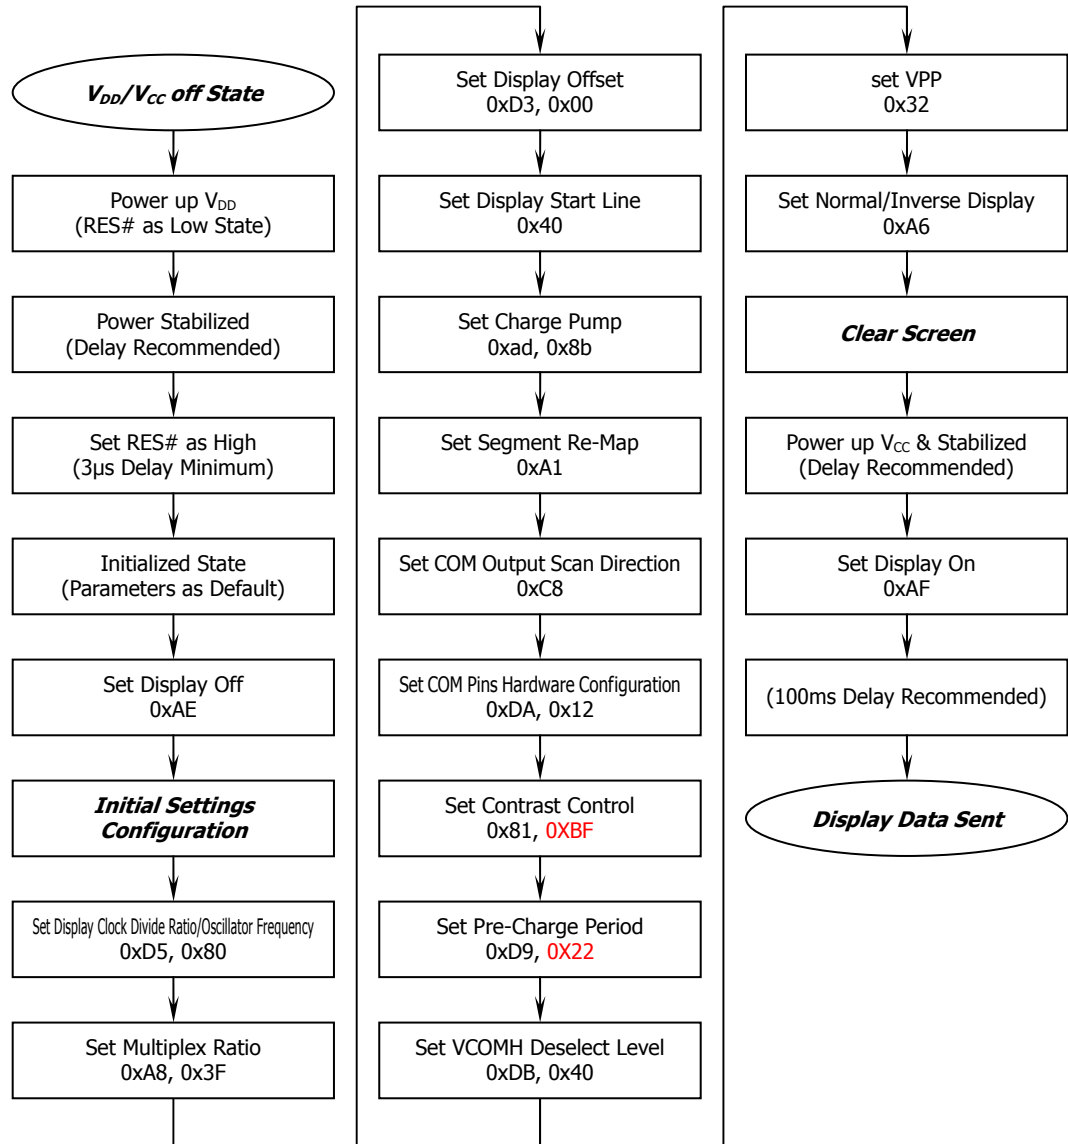 V_DD/V_CC off State
Power up V_DD
(RES# as Low State)
Power Stabilized
(Delay Recommended)
Set RES# as High
(3μs Delay Minimum)
Initialized State
(Parameters as Default)
Set Display Off
0xAE
Initial Settings
Configuration
Set Display Clock Divide Ratio/Oscillator Frequency
0xD5, 0x80
Set Multiplex Ratio
0xA8, 0x3F
Set Display Offset
0xD3, 0x00
Set Display Start Line
0x40
Set Charge Pump
0xad, 0x8b
Set Segment Re-Map
0xA1
Set COM Output Scan Direction
0xC8
Set COM Pins Hardware Configuration
0xDA, 0x12
Set Contrast Control
0x81, 0XBF
Set Pre-Charge Period
0xD9, 0X22
Set VCOMH Deselect Level
0xDB, 0x40
set VPP
0x32
Set Normal/Inverse Display
0xA6
Clear Screen
Power up V_CC & Stabilized
(Delay Recommended)
Set Display On
0xAF
(100ms Delay Recommended)
Display Data Sent